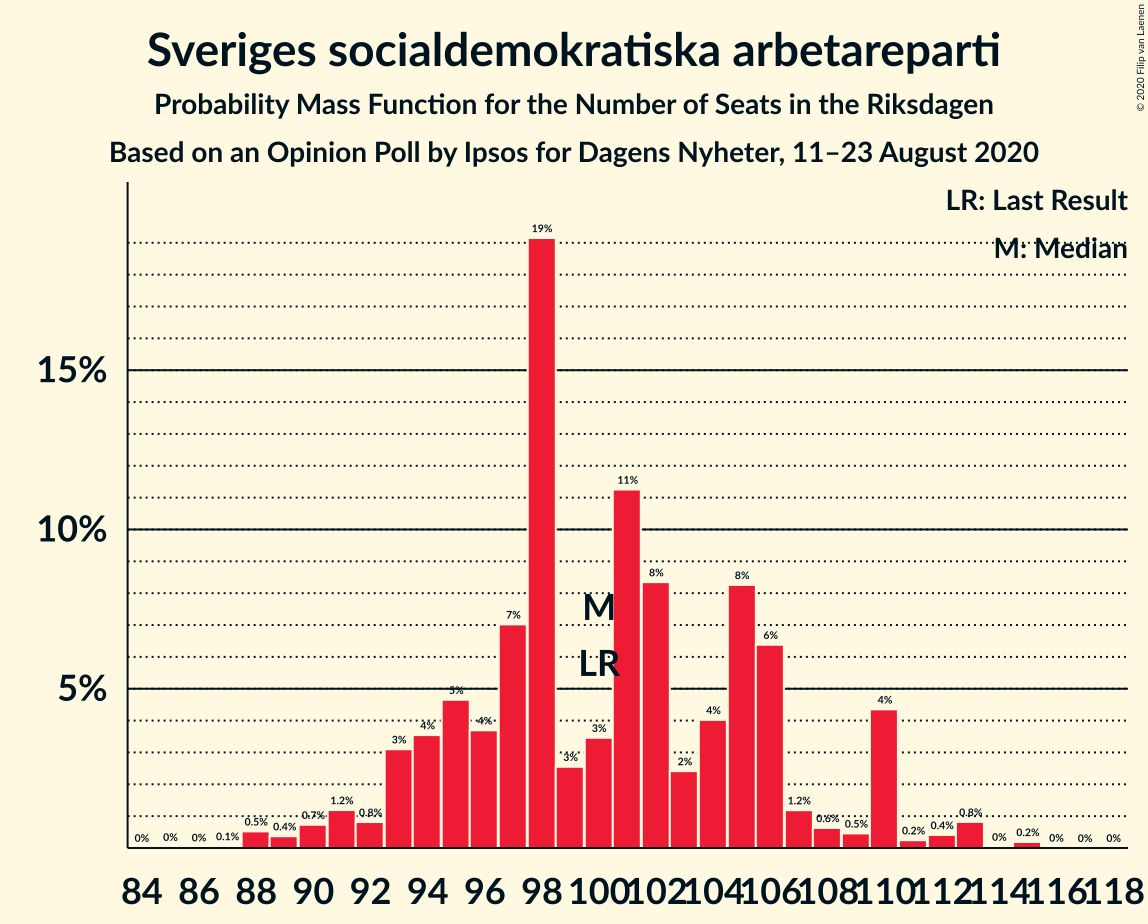 Sveriges socialdemokratiska arbetareparti
Probability Mass Function for the Number of Seats in the Riksdagen
Based on an Opinion Poll by Ipsos for Dagens Nyheter, 11–23 August 2020
© 2020 Filip van Laenen
LR: Last Result
M: Median
15%
10%
5%
0% 0% 0% 0.1% 0.5% 0.4% 0.7% 1.2% 0.8% 3% 4% 5% 4% 7% 19% 3% 3% 11% 8% 2% 4% 8% 6% 1.2% 0.6% 0.5% 4% 0.2% 0.4% 0.8% 0% 0.2% 0% 0% 0%
M
LR
84 86 88 90 92 94 96 98 100 102 104 106 108 110 112 114 116 118